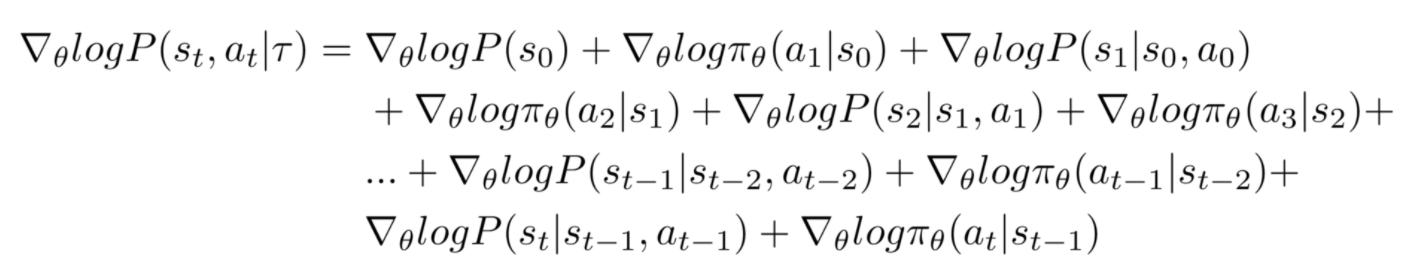 ∇θlogP(st, at|τ) = ∇θlogP(s0) + ∇θlogπθ(a1|s0) + ∇θlogP(s1|s0, a0)
+ ∇θlogπθ(a2|s1) + ∇θlogP(s2|s1, a1) + ∇θlogπθ(a3|s2)+
... + ∇θlogP(st−1|st−2, at−2) + ∇θlogπθ(at−1|st−2)+
∇θlogP(st|st−1, at−1) + ∇θlogπθ(at|st−1)